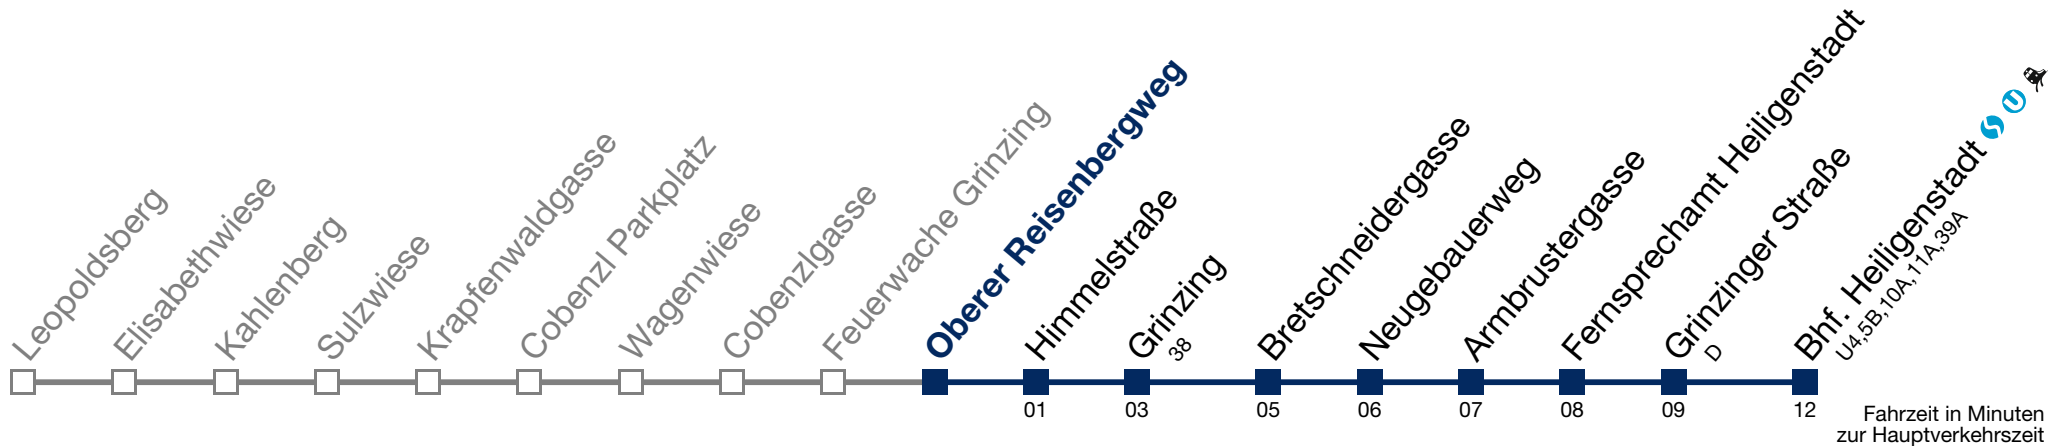 Leopoldsberg
Elisabethwiese
Kahlenberg
Sulzwiese
Krapfenwaldgasse
Cobenzl Parkplatz
Wagenwiese
Cobenzlgasse
Feuerwache Grinzing
Oberer Reisenbergweg
Himmelstraße
Grinzing
38
Bretschneidergasse
Neugebauerweg
Armbrustergasse
Fernsprechamt Heiligenstadt
Grinzinger Straße
D
Bhf. Heiligenstadt
U4,5B,10A,11A,39A
01
03
05
06
07
08
09
12
Fahrzeit in Minuten
zur Hauptverkehrszeit